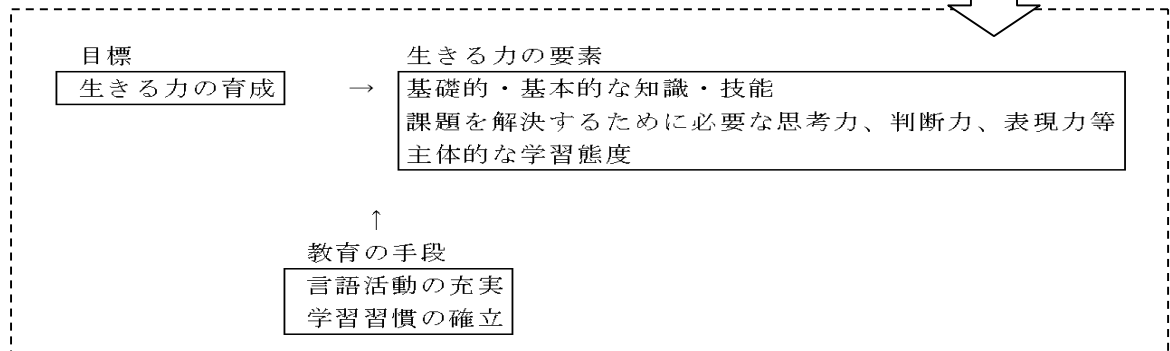 目標
生きる力の育成
→
生きる力の要素
基礎的・基本的な知識・技能
課題を解決するために必要な思考力、判断力、表現力等
主体的な学習態度
↑
教育の手段
言語活動の充実
学習習慣の確立